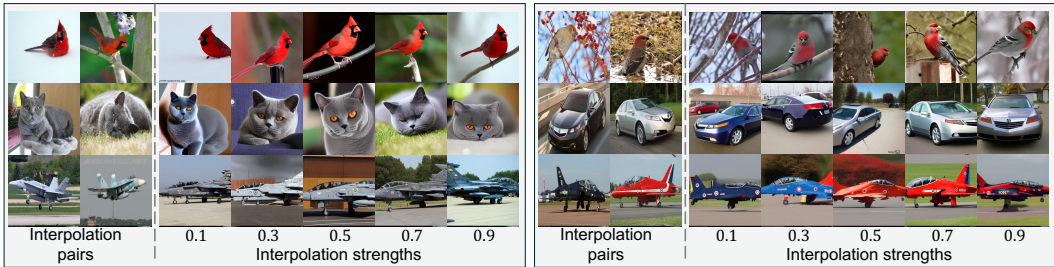 Interpolation
pairs
0.1 0.3 0.5 0.7 0.9
Interpolation strengths
Interpolation
pairs
0.1 0.3 0.5 0.7 0.9
Interpolation strengths